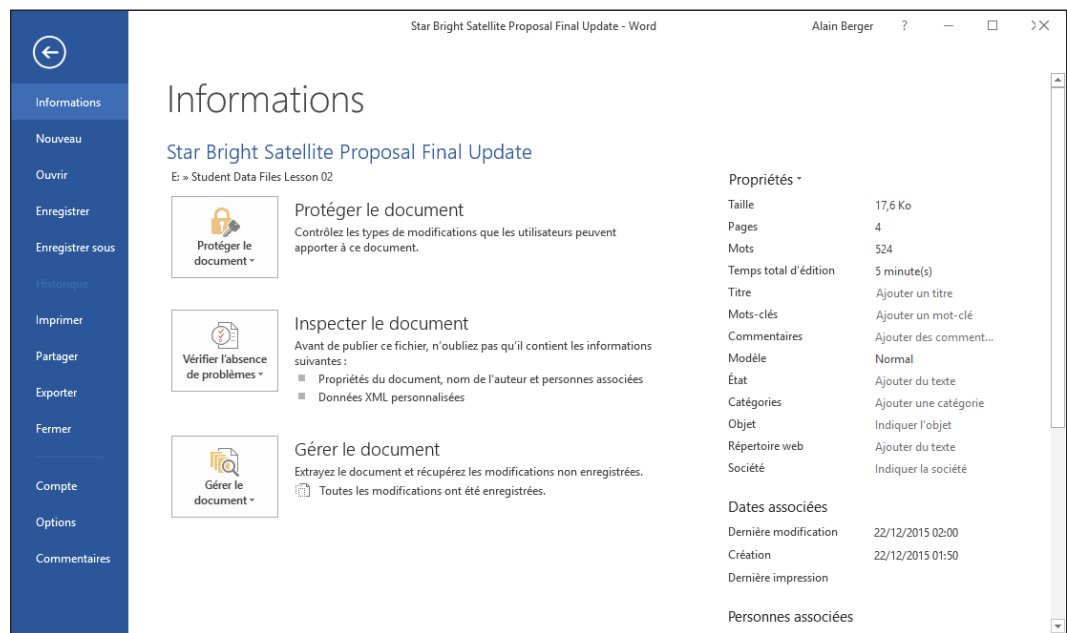 Star Bright Satellite Proposal Final Update - Word
Alain Berger
?
Informations
Nouveau
Ouvrir
Enregistrer
Enregistrer sous
Historique
Imprimer
Partager
Exporter
Fermer
Compte
Options
Commentaires
Informations
Star Bright Satellite Proposal Final Update
E: » Student Data Files Lesson 02
Protéger le
document
Protéger le document
Contrôlez les types de modifications que les utilisateurs peuvent
apporter à ce document.
Vérifier l'absence
de problèmes
Inspecter le document
Avant de publier ce fichier, n'oubliez pas qu'il contient les informations
suivantes :
Propriétés du document, nom de l'auteur et personnes associées
Données XML personnalisées
Gérer le
document
Gérer le document
Extrayez le document et récupérez les modifications non enregistrées.
Toutes les modifications ont été enregistrées.
Propriétés
Taille 17,6 Ko
Pages 4
Mots 524
Temps total d'édition 5 minute(s)
Titre Ajouter un titre
Mots-clés Ajouter un mot-clé
Commentaires Ajouter des comment...
Modèle Normal
État Ajouter du texte
Catégories Ajouter une catégorie
Objet Indiquer l'objet
Répertoire web Ajouter du texte
Société Indiquer la société
Dates associées
Dernière modification 22/12/2015 02:00
Création 22/12/2015 01:50
Dernière impression
Personnes associées